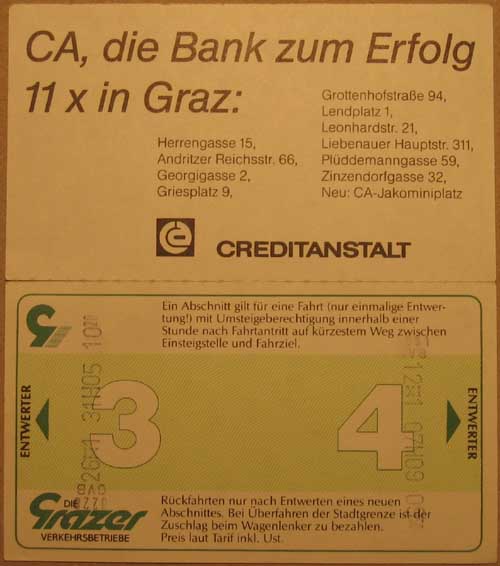 CA, die Bank zum Erfolg
11 x in Graz:
Herrengasse 15,
Andritzer Reichsstr. 66,
Georgigasse 2,
Griesplatz 9,
Grottenhofstraße 94,
Lendplatz 1,
Leonhardstr. 21,
Liebenauer Hauptstr. 311,
Plüddemanngasse 59,
Zinzendorfgasse 32,
Neu: CA-Jakominiplatz
CREDITANSTALT
Ein Abschnitt gilt für eine Fahrt (nur einmalige Entwer-
tung!) mit Umsteigeberechtigung innerhalb einer
Stunde nach Fahrtantritt auf kürzestem Weg zwischen
Einsteigstelle und Fahrziel.
ENTWERTER
3
4
ENTWERTER
DIE
Grazer
VERKEHRSBETRIEBE
Rückfahrten nur nach Entwerten eines neuen
Abschnittes. Bei Überfahren der Stadtgrenze ist der
Zuschlag beim Wagenlenker zu bezahlen.
Preis laut Tarif inkl. Ust.